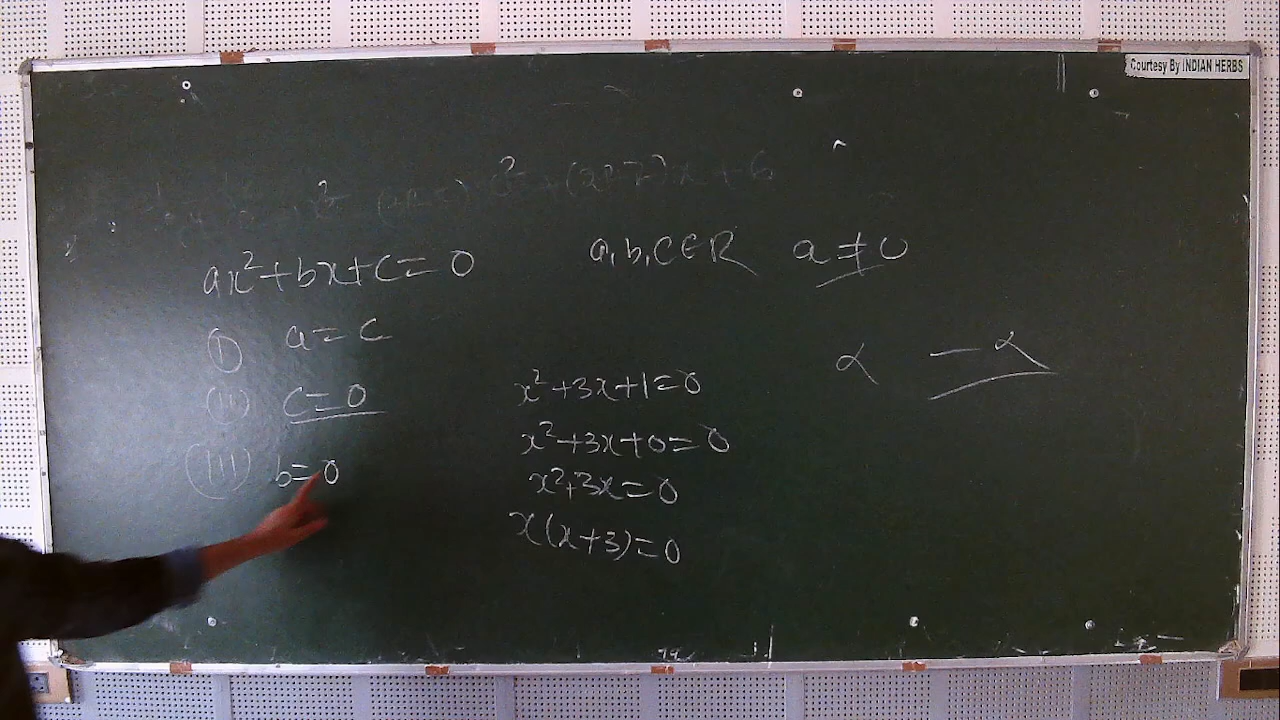 Courtesy By INDIAN HERBS
ax²+bx+c=0 a,b,c∈R a≠0
(I) a=c
(II) c=0
(III) b=0
x²+3x+1=0
x²+3x+0=0
x²+3x=0
x(x+3)=0
α -α